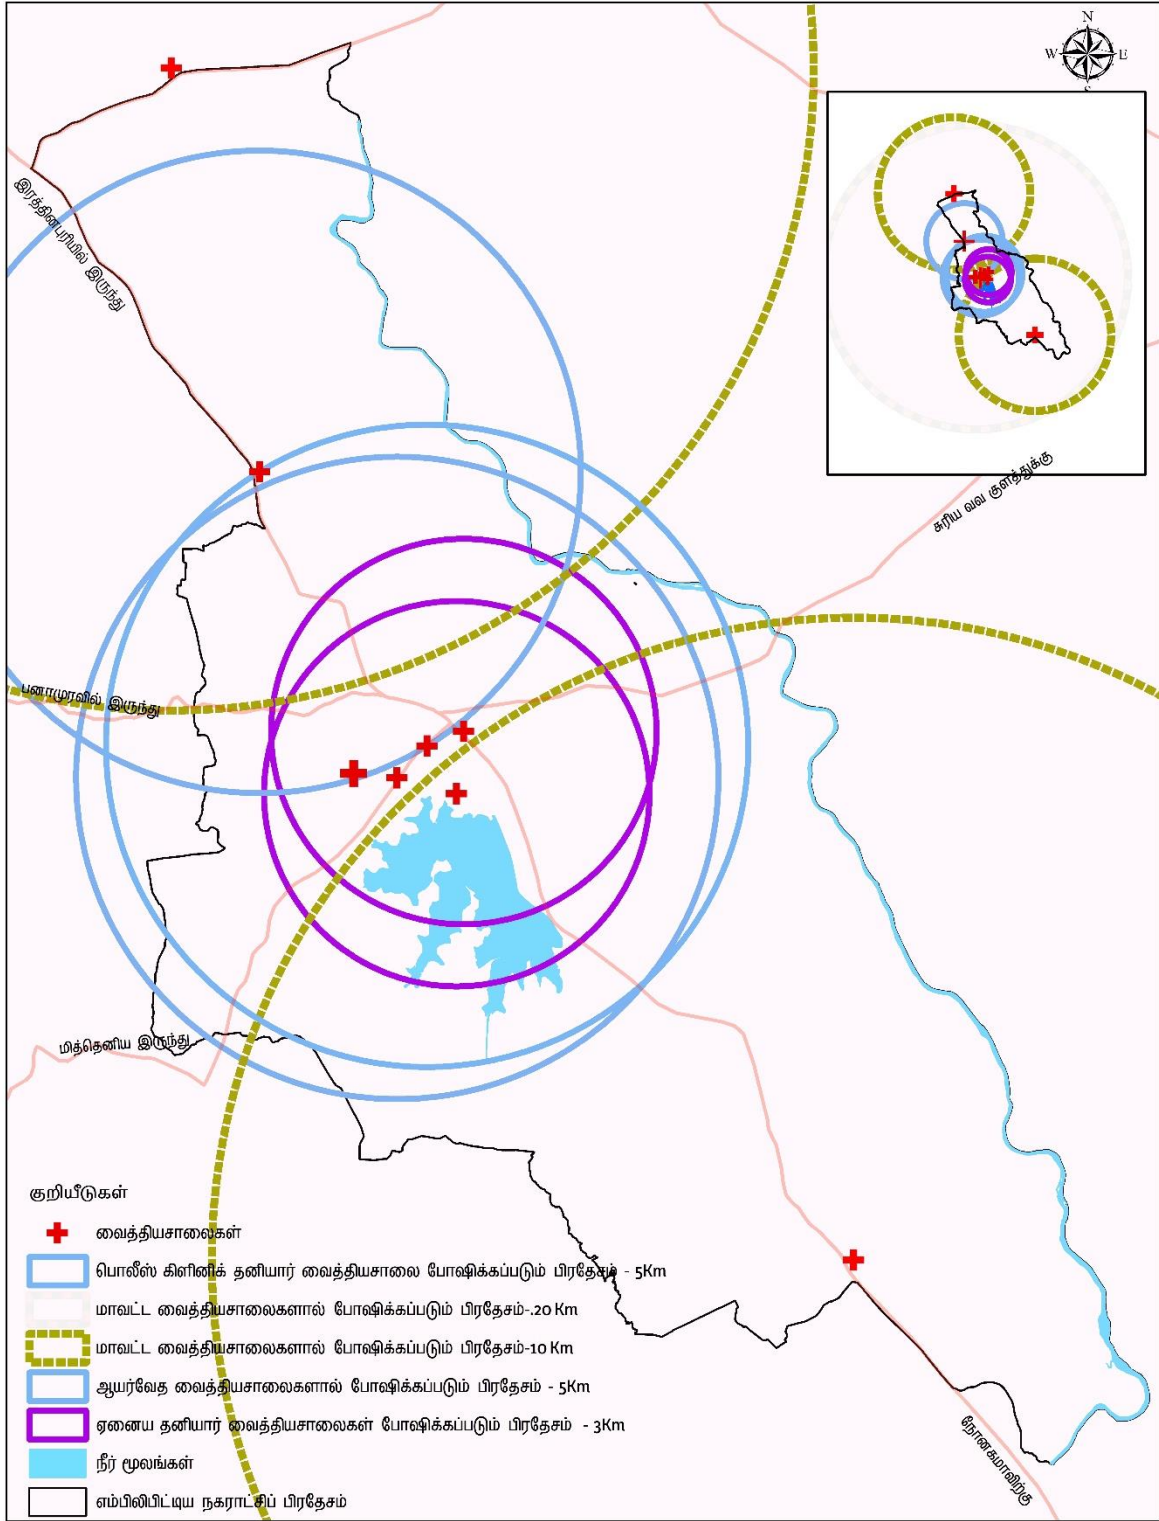 N
W
E
S
இரத்தினபுரியில் இருந்து
சுரிய வவ குளத்துக்கு
பனாமுரவில் இருந்து
மித்தெனிய இருந்து
நோனகமாவிற்கு
குறியீடுகள்
வைத்தியசாலைகள்
பொலீஸ் கிளினிக் தனியார் வைத்தியசாலை போஷிக்கப்படும் பிரதேசம் - 5Km
மாவட்ட வைத்தியசாலைகளால் போஷிக்கப்படும் பிரதேசம்-.20 Km
மாவட்ட வைத்தியசாலைகளால் போஷிக்கப்படும் பிரதேசம்-10 Km
ஆயர்வேத வைத்தியசாலைகளால் போஷிக்கப்படும் பிரதேசம் - 5Km
ஏனைய தனியார் வைத்தியசாலைகள் போஷிக்கப்படும் பிரதேசம் - 3Km
நீர் மூலங்கள்
எம்பிலிபிட்டிய நகராட்சிப் பிரதேசம்